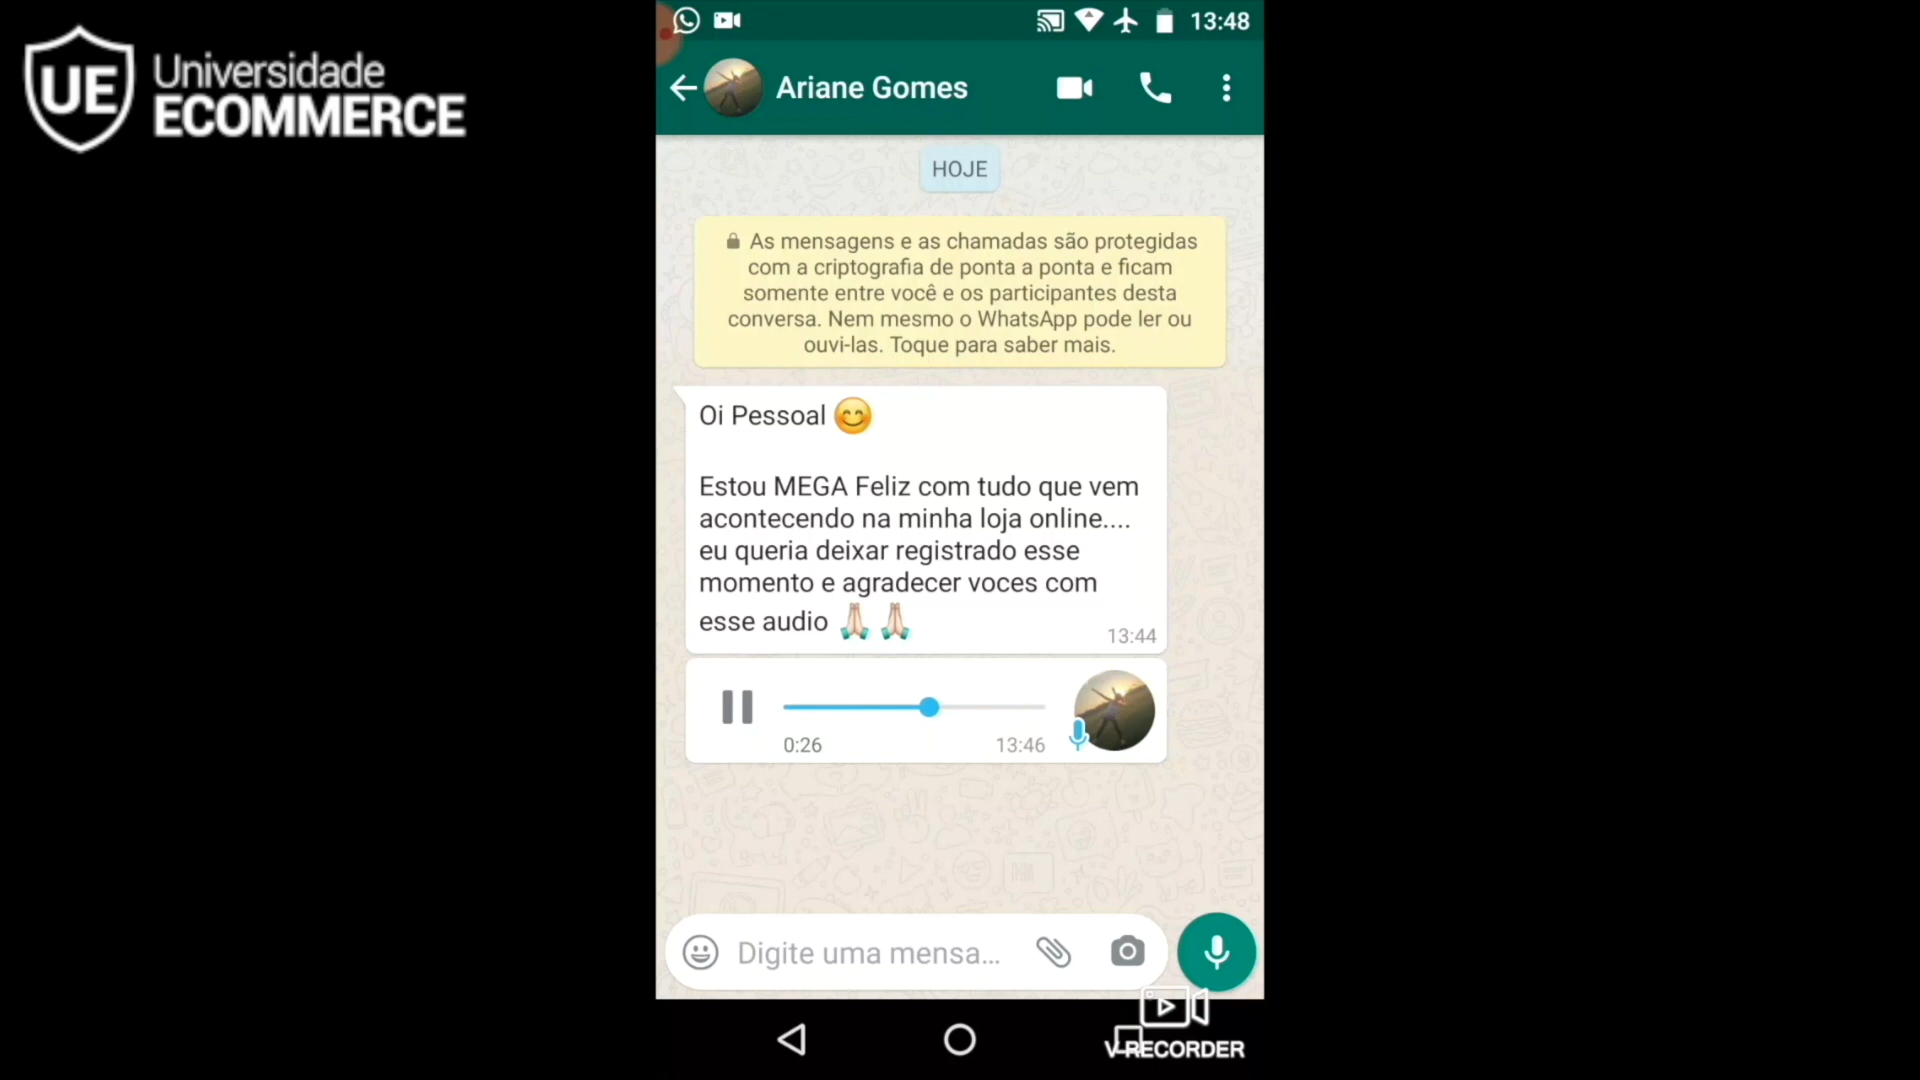 UE Universidade
ECOMMERCE
13:48
Ariane Gomes
HOJE
As mensagens e as chamadas são protegidas
com a criptografia de ponta a ponta e ficam
somente entre você e os participantes desta
conversa. Nem mesmo o WhatsApp pode ler ou
ouvi-las. Toque para saber mais.
Oi Pessoal 😊
Estou MEGA Feliz com tudo que vem
acontecendo na minha loja online....
eu queria deixar registrado esse
momento e agradecer voces com
esse audio 🙏🏻 🙏🏻
13:44
0:26
13:46
Digite uma mensa...
V RECORDER